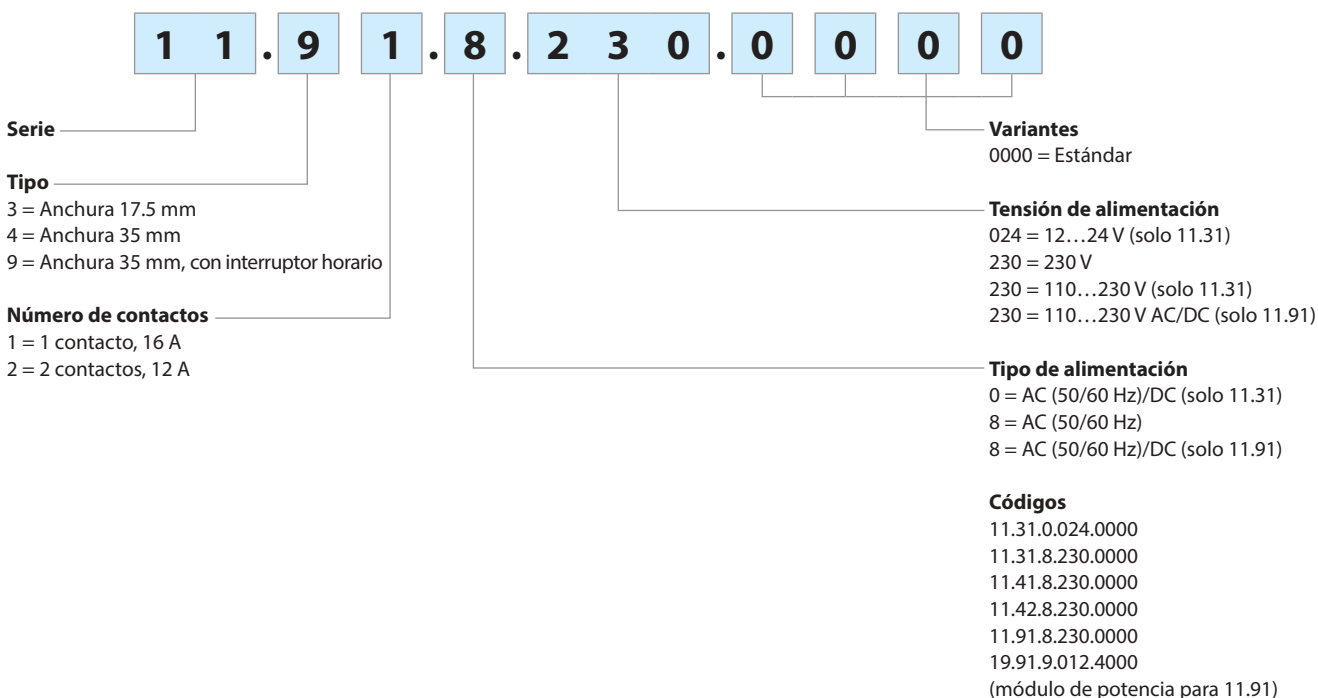 1 1 . 9 1 . 8 . 2 3 0 . 0 0 0 0
Serie
Tipo
3 = Anchura 17.5 mm
4 = Anchura 35 mm
9 = Anchura 35 mm, con interruptor horario
Número de contactos
1 = 1 contacto, 16 A
2 = 2 contactos, 12 A
Variantes
0000 = Estándar
Tensión de alimentación
024 = 12…24 V (solo 11.31)
230 = 230 V
230 = 110…230 V (solo 11.31)
230 = 110…230 V AC/DC (solo 11.91)
Tipo de alimentación
0 = AC (50/60 Hz)/DC (solo 11.31)
8 = AC (50/60 Hz)
8 = AC (50/60 Hz)/DC (solo 11.91)
Códigos
11.31.0.024.0000
11.31.8.230.0000
11.41.8.230.0000
11.42.8.230.0000
11.91.8.230.0000
19.91.9.012.4000
(módulo de potencia para 11.91)